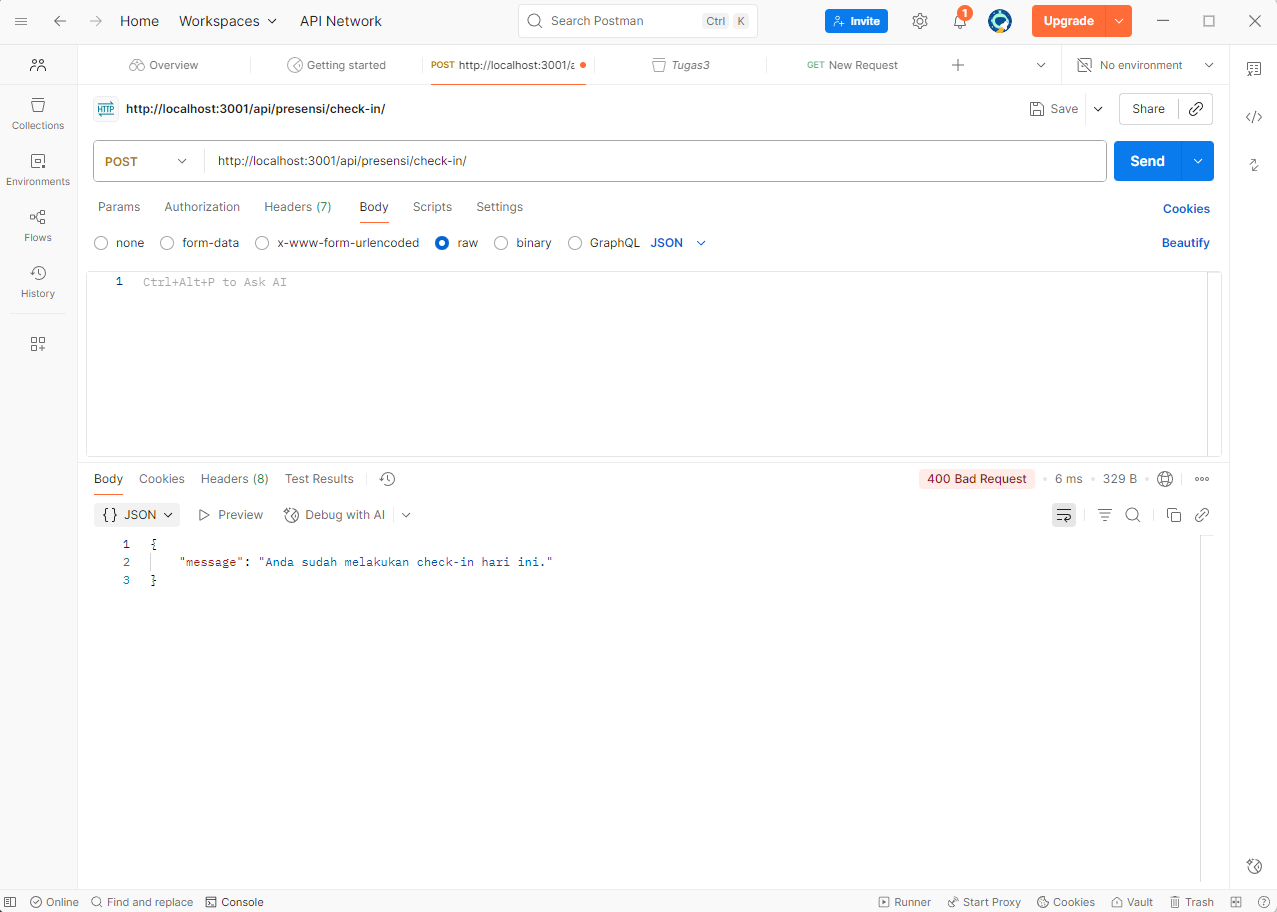 Home Workspaces API Network Search Postman Ctrl K Invite 1 Upgrade
Overview Getting started POST http://localhost:3001/a Tugas3 GET New Request No environment
HTTP http://localhost:3001/api/presensi/check-in/ Save Share
Collections
POST http://localhost:3001/api/presensi/check-in/ Send
Environments
Params Authorization Headers (7) Body Scripts Settings Cookies
Flows
none form-data x-www-form-urlencoded raw binary GraphQL JSON Beautify
History
1 Ctrl+Alt+P to Ask AI
Body Cookies Headers (8) Test Results 400 Bad Request • 6 ms • 329 B
{} JSON Preview Debug with AI
1 {
2 "message": "Anda sudah melakukan check-in hari ini."
3 }
Online Find and replace Console Runner Start Proxy Cookies Vault Trash